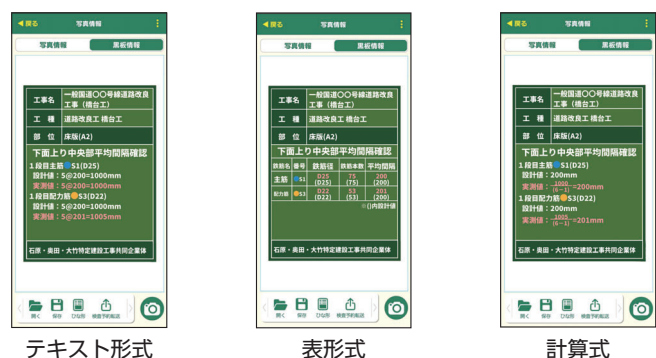 ◀戻る 写真情報
写真情報 黒板情報
工事名 一般国道〇〇号線道路改良工事（橋台工）
工 種 道路改良工 橋台工
部 位 床版(A2)
下面上り中央部平均間隔確認
1段目主筋 S1(D25)
設計値：5@200=1000mm
実測値：5@200=1000mm
1段目配力筋 S3(D22)
設計値：5@200=1000mm
実測値：5@201=1005mm
石原・奥田・大竹特定建設工事共同企業体
開く 保存 ひな形 検査予約転送
テキスト形式
◀戻る 写真情報
写真情報 黒板情報
工事名 一般国道〇〇号線道路改良工事（橋台工）
工 種 道路改良工 橋台工
部 位 床版(A2)
下面上り中央部平均間隔確認
鉄筋名 番号 鉄筋径 鉄筋本数 平均間隔
主筋 S1 D25 (D25) 75 (75) 200 (200)
配力筋 S3 D22 (D22) 53 (53) 201 (200)
※()内設計値
石原・奥田・大竹特定建設工事共同企業体
開く 保存 ひな形 検査予約転送
表形式
◀戻る 写真情報
写真情報 黒板情報
工事名 一般国道〇〇号線道路改良工事（橋台工）
工 種 道路改良工 橋台工
部 位 床版(A2)
下面上り中央部平均間隔確認
1段目主筋 S1(D25)
設計値：200mm
実測値：1000/(6-1)=200mm
1段目配力筋 S3(D22)
設計値：200mm
実測値：1005/(6-1)=201mm
石原・奥田・大竹特定建設工事共同企業体
開く 保存 ひな形 検査予約転送
計算式